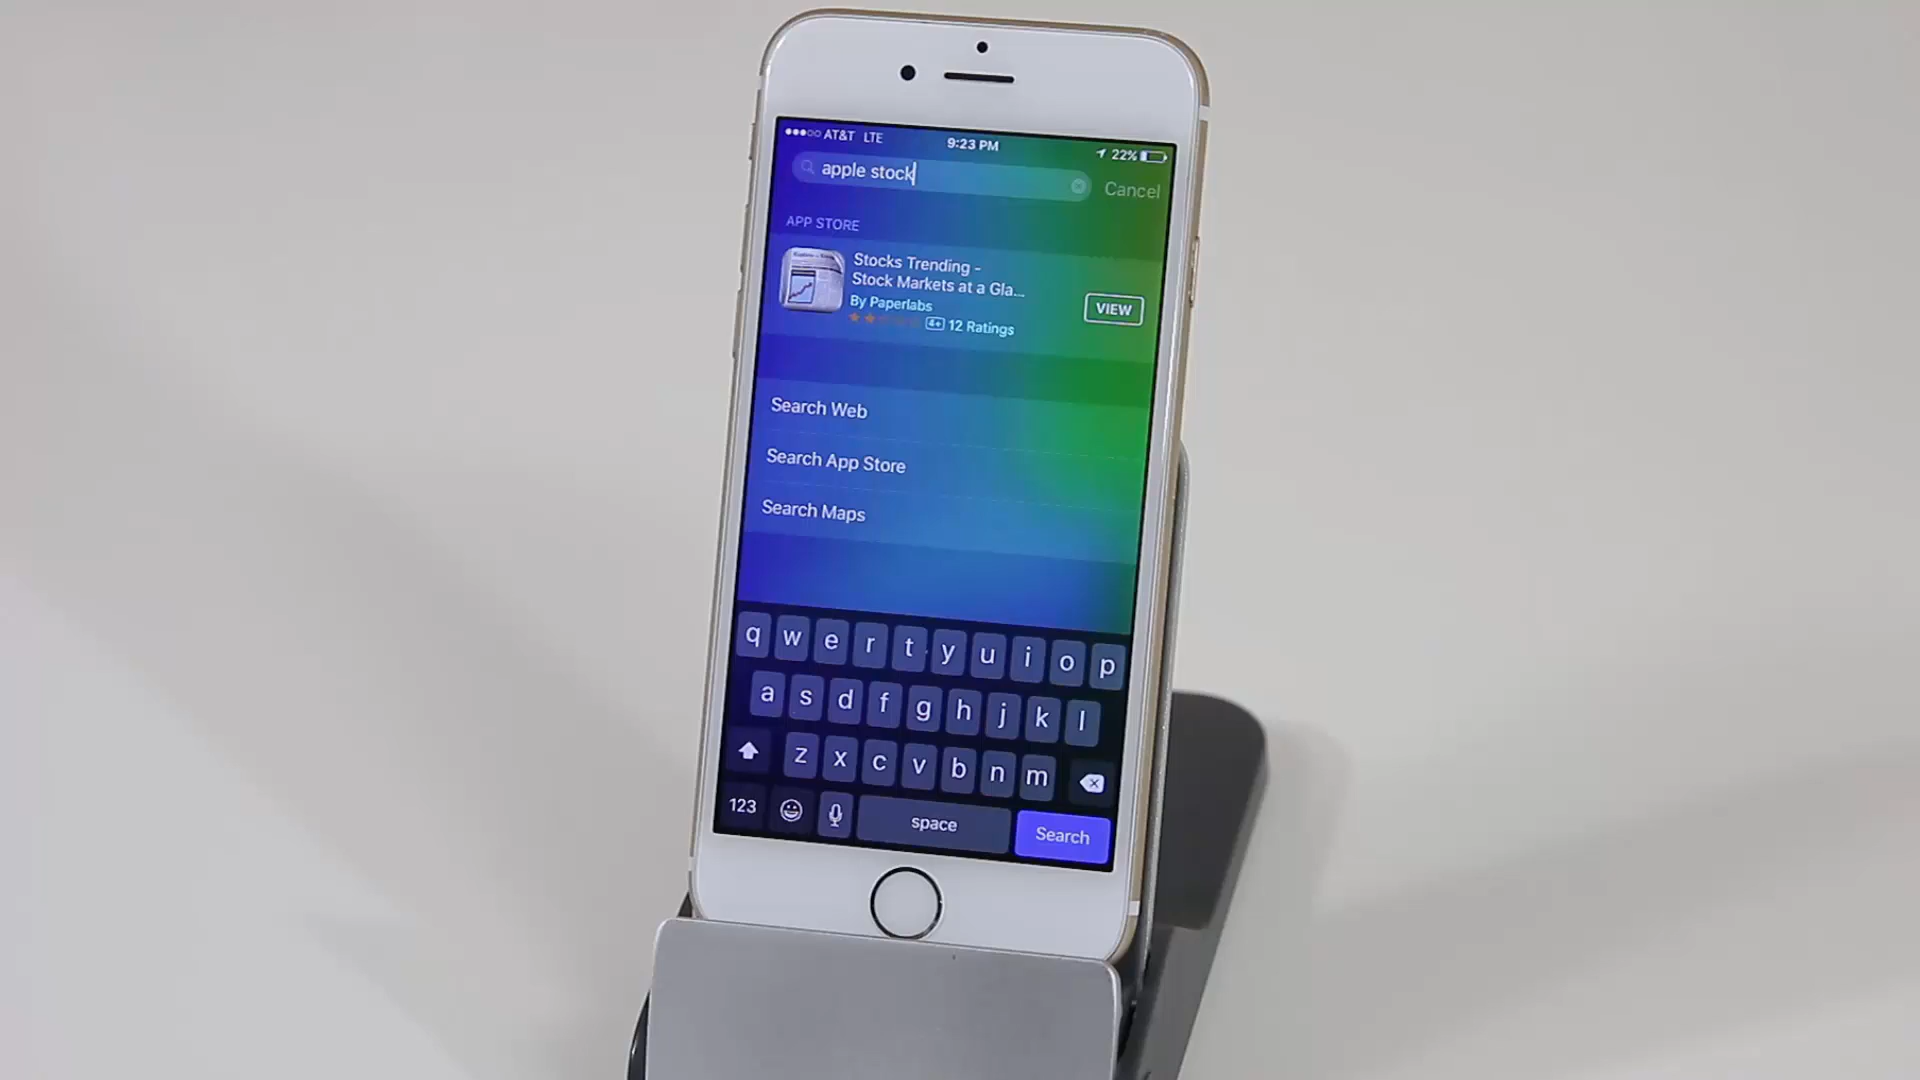 AT&T LTE 9:23 PM 22%
apple stock Cancel
APP STORE
Stocks Trending -
Stock Markets at a Gla...
By Paperlabs
4+ 12 Ratings
VIEW
Search Web
Search App Store
Search Maps
q w e r t y u i o p
a s d f g h j k l
z x c v b n m
123 space Search